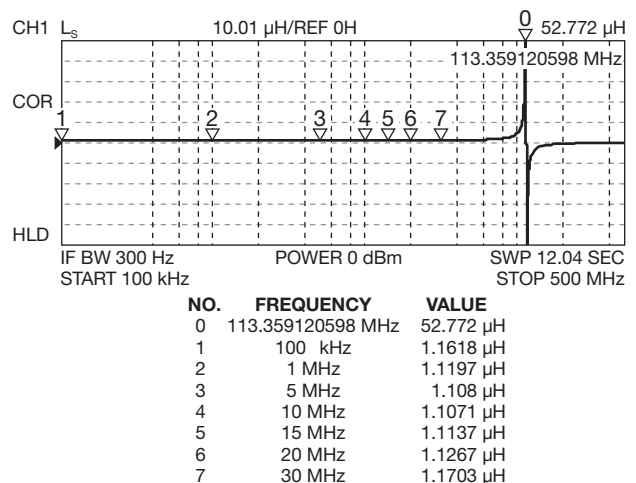 0
CH1 LS 10.01 µH/REF 0H 52.772 µH
113.359120598 MHz
COR
1 2 3 4 5 6 7
HLD
IF BW 300 Hz POWER 0 dBm SWP 12.04 SEC
START 100 kHz STOP 500 MHz
NO. FREQUENCY VALUE
0 113.359120598 MHz 52.772 µH
1 100 kHz 1.1618 µH
2 1 MHz 1.1197 µH
3 5 MHz 1.108 µH
4 10 MHz 1.1071 µH
5 15 MHz 1.1137 µH
6 20 MHz 1.1267 µH
7 30 MHz 1.1703 µH